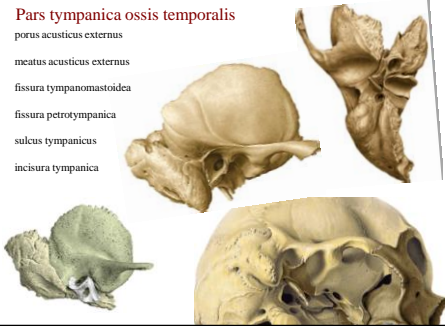 Pars tympanica ossis temporalis
porus acusticus externus
meatus acusticus externus
fissura tympanomastoidea
fissura petrotympanica
sulcus tympanicus
incisura tympanica